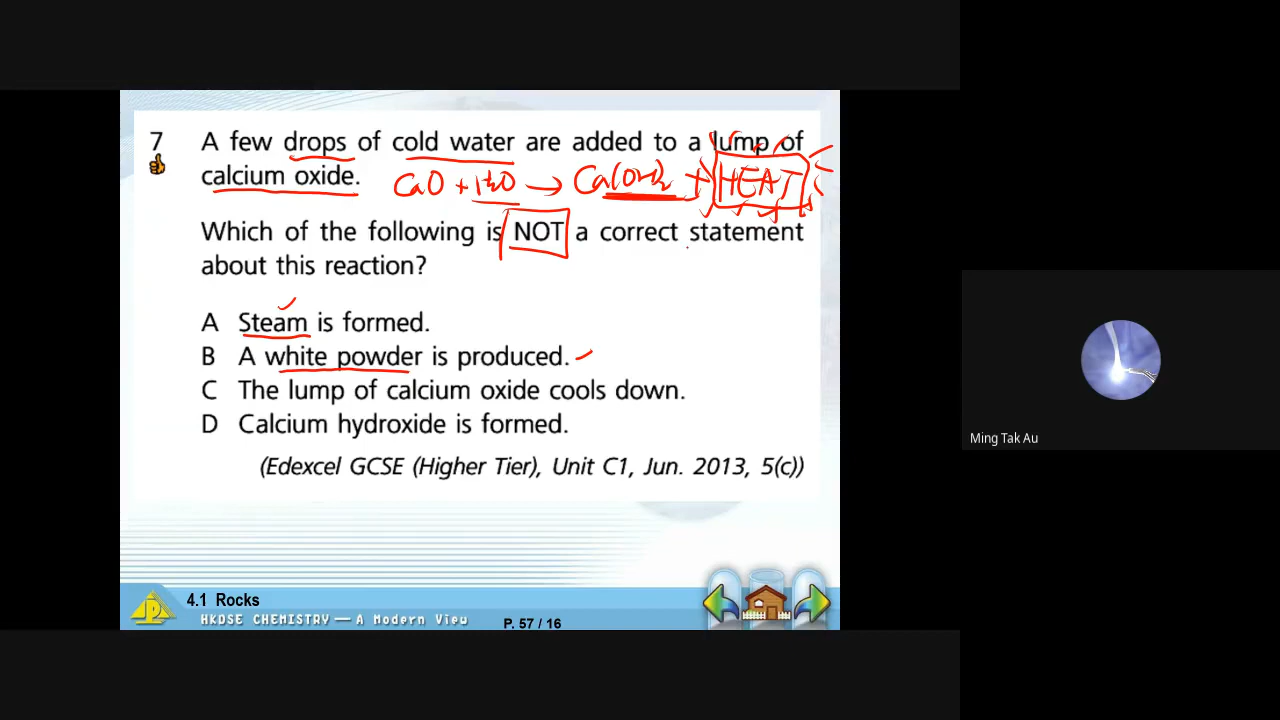 7 A few drops of cold water are added to a lump of
calcium oxide. CaO + H2O → Ca(OH)2 + HEAT
Which of the following is NOT a correct statement
about this reaction?
A Steam is formed.
B A white powder is produced.
C The lump of calcium oxide cools down.
D Calcium hydroxide is formed.
(Edexcel GCSE (Higher Tier), Unit C1, Jun. 2013, 5(c))
Ming Tak Au
4.1 Rocks
HKDSE CHEMISTRY — A Modern View
P. 57 / 16